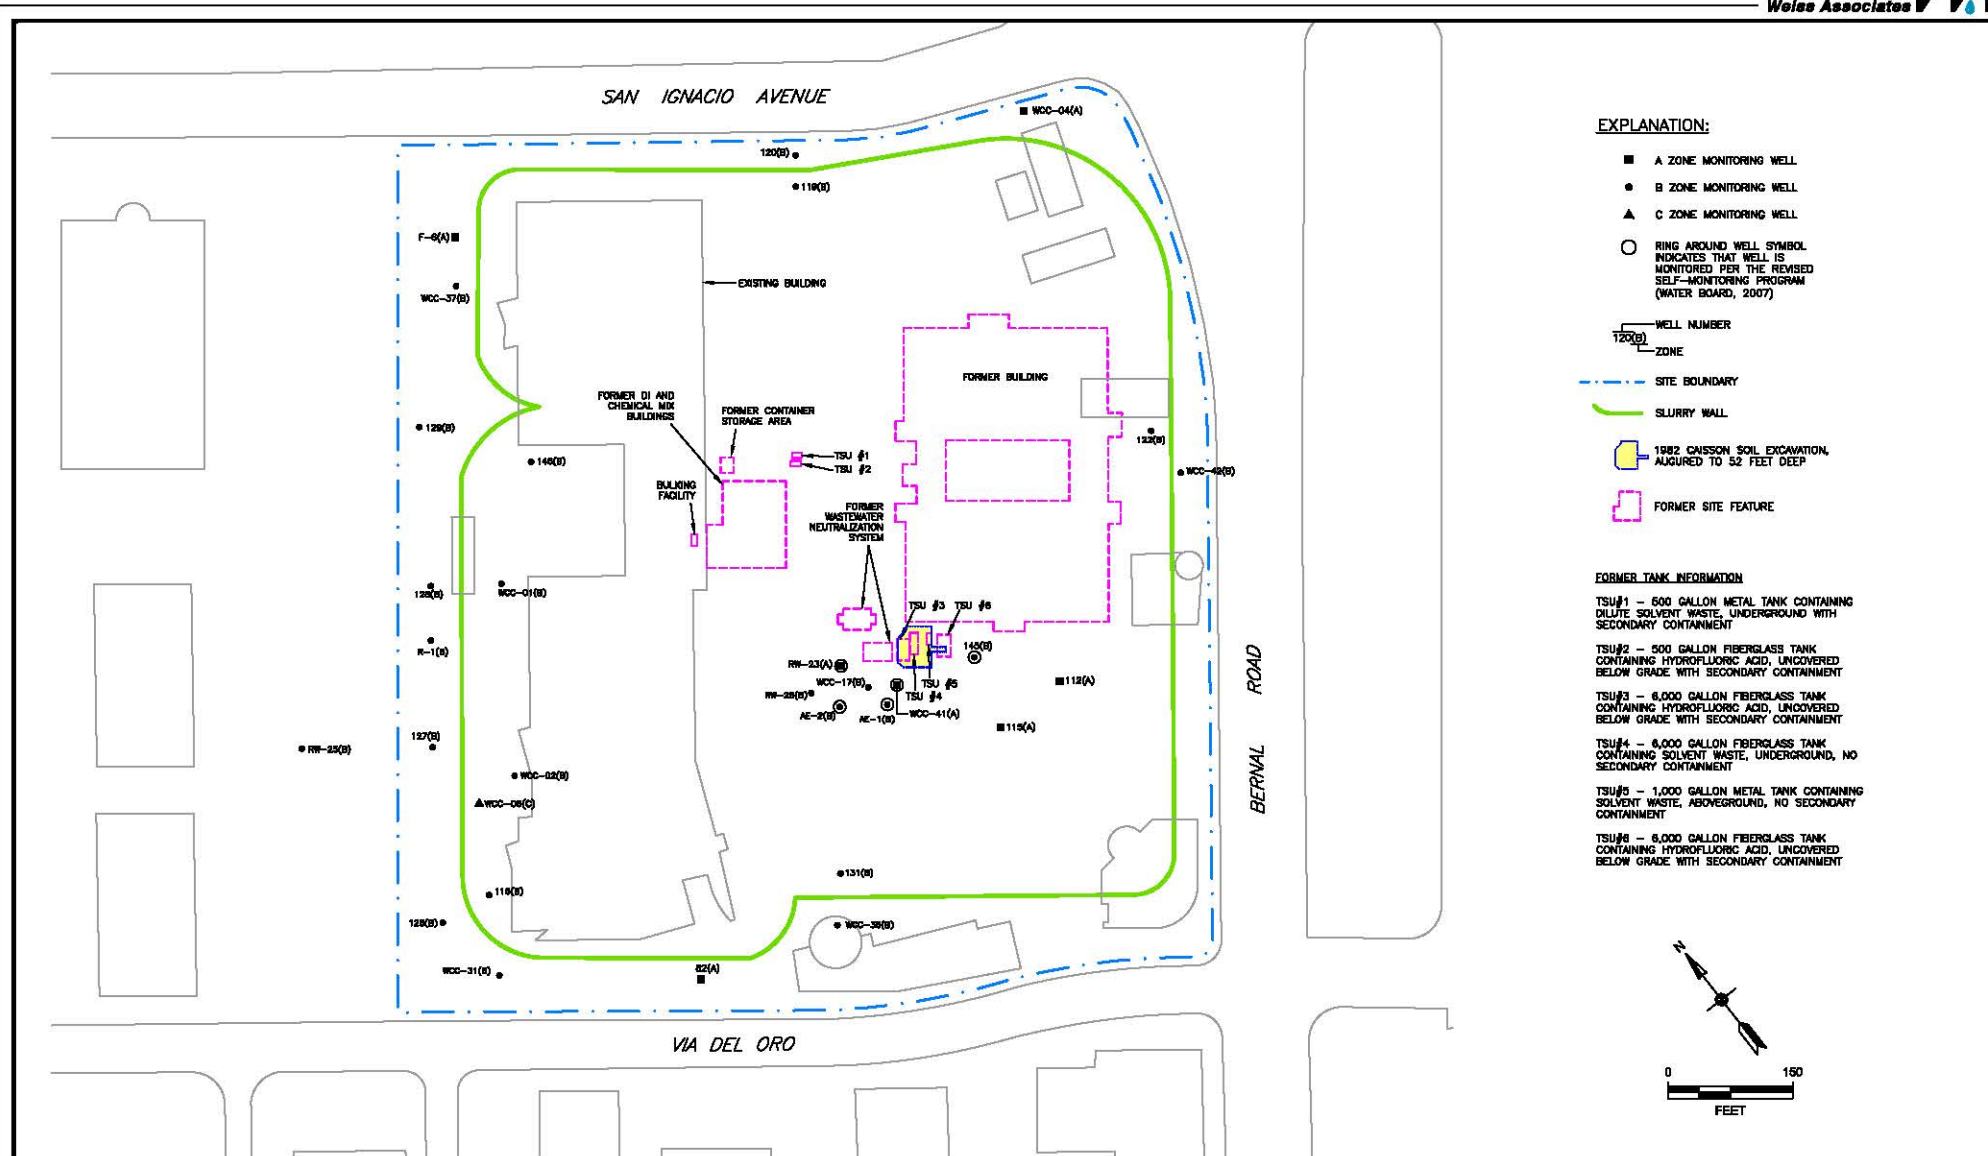 Weiss Associates
SAN IGNACIO AVENUE
WCC-04(A)
120(B)
119(B)
F-6(A)
WCC-37(B)
EXISTING BUILDING
FORMER BUILDING
FORMER DI AND
CHEMICAL MIX
BUILDINGS
FORMER CONTAINER
STORAGE AREA
129(B)
122(B)
TSU #1
TSU #2
146(B)
WCC-42(B)
BULKING
FACILITY
FORMER
WASTEWATER
NEUTRALIZATION
SYSTEM
128(B)
WCC-01(B)
TSU #3
TSU #6
R-1(B)
145(B)
RW-23(A)
WCC-17(B)
TSU #5
112(A)
TSU #4
AE-2(B)
AE-1(B)
WCC-41(A)
115(A)
127(B)
RW-25(B)
WCC-02(B)
WCC-06(C)
131(B)
116(B)
WCC-31(B)
82(A)
BERNAL ROAD
VIA DEL ORO
EXPLANATION:
A ZONE MONITORING WELL
B ZONE MONITORING WELL
C ZONE MONITORING WELL
RING AROUND WELL SYMBOL
INDICATES THAT WELL IS
MONITORED PER THE REVISED
SELF-MONITORING PROGRAM
(WATER BOARD, 2007)
WELL NUMBER
120(B)
ZONE
SITE BOUNDARY
SLURRY WALL
1982 CAISSON SOIL EXCAVATION,
AUGURED TO 52 FEET DEEP
FORMER SITE FEATURE
FORMER TANK INFORMATION
TSU#1 - 500 GALLON METAL TANK CONTAINING
DILUTE SOLVENT WASTE, UNDERGROUND WITH
SECONDARY CONTAINMENT
TSU#2 - 500 GALLON FIBERGLASS TANK
CONTAINING HYDROFLUORIC ACID, UNCOVERED
BELOW GRADE WITH SECONDARY CONTAINMENT
TSU#3 - 6,000 GALLON FIBERGLASS TANK
CONTAINING HYDROFLUORIC ACID, UNCOVERED
BELOW GRADE WITH SECONDARY CONTAINMENT
TSU#4 - 6,000 GALLON FIBERGLASS TANK
CONTAINING SOLVENT WASTE, UNDERGROUND, NO
SECONDARY CONTAINMENT
TSU#5 - 1,000 GALLON METAL TANK CONTAINING
SOLVENT WASTE, ABOVEGROUND, NO SECONDARY
CONTAINMENT
TSU#6 - 6,000 GALLON FIBERGLASS TANK
CONTAINING HYDROFLUORIC ACID, UNCOVERED
BELOW GRADE WITH SECONDARY CONTAINMENT
N
0 150
FEET